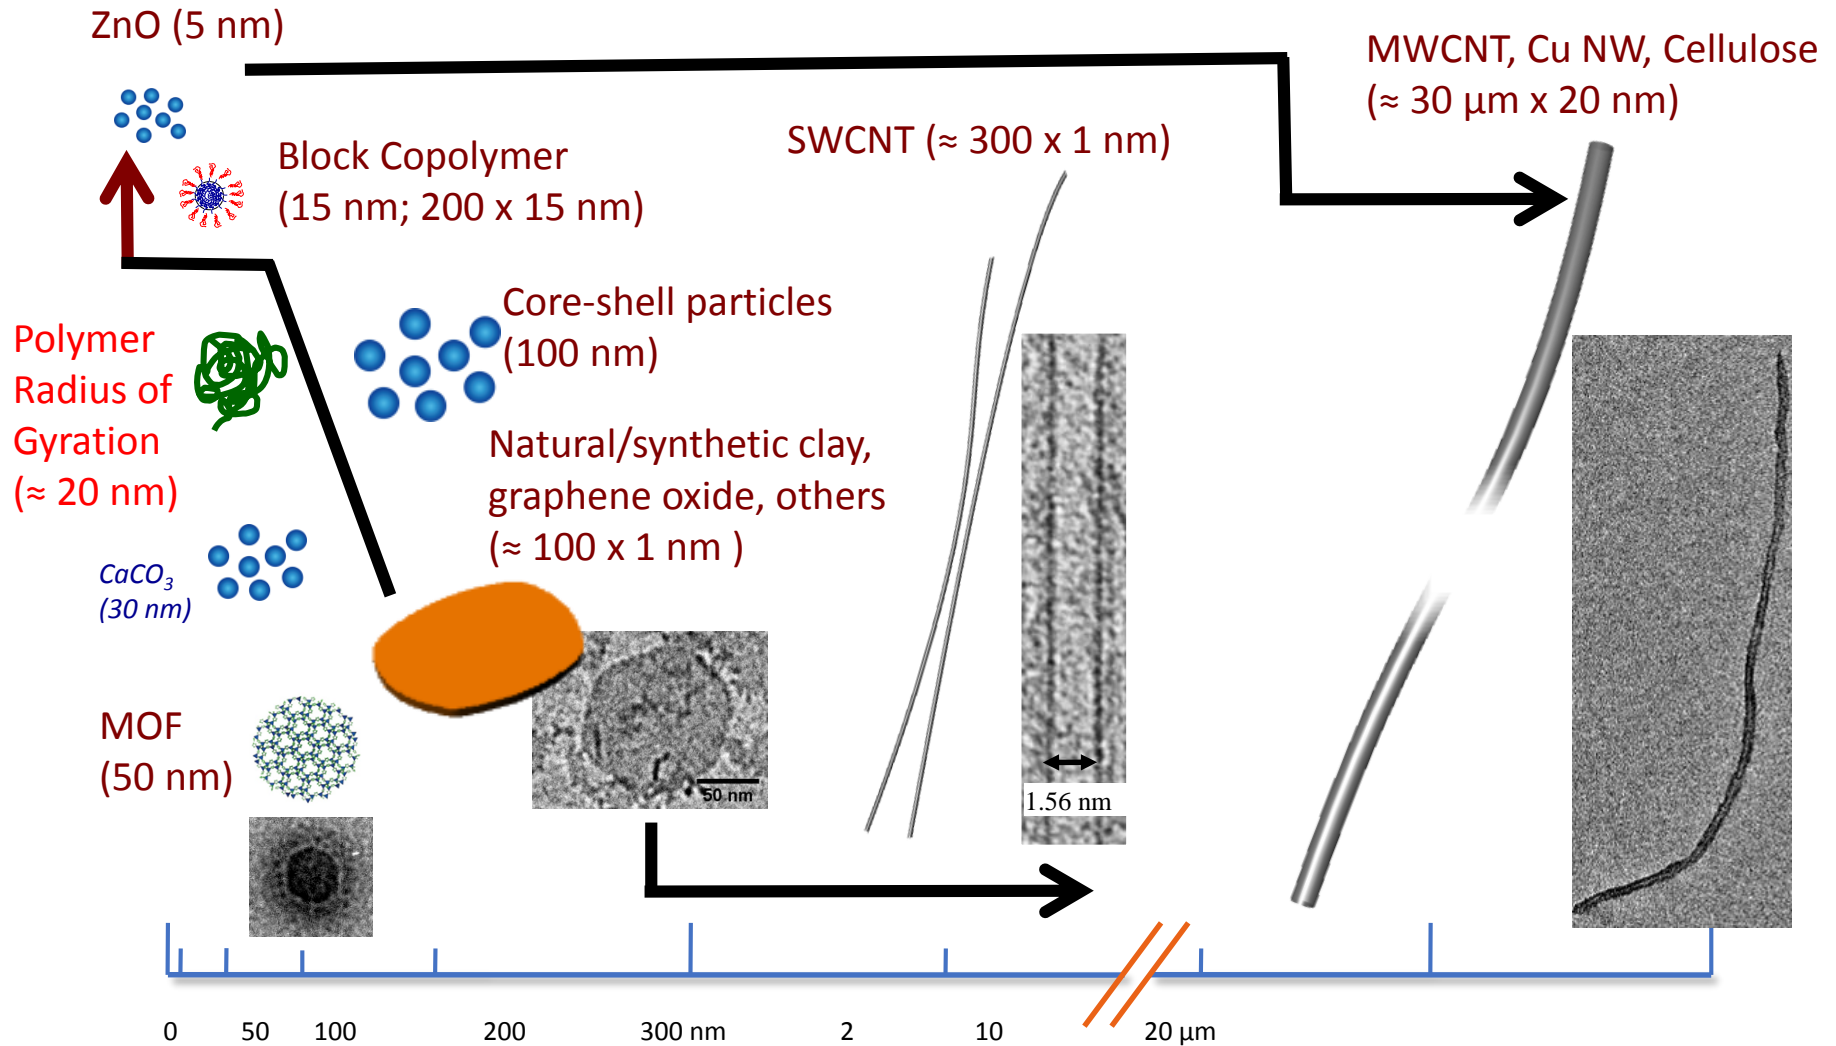 ZnO (5 nm)
MWCNT, Cu NW, Cellulose
(≈ 30 µm x 20 nm)
SWCNT (≈ 300 x 1 nm)
Block Copolymer
(15 nm; 200 x 15 nm)
Core-shell particles
(100 nm)
Polymer
Radius of
Gyration
(≈ 20 nm)
Natural/synthetic clay,
graphene oxide, others
(≈ 100 x 1 nm )
CaCO₃
(30 nm)
MOF
(50 nm)
50 nm
1.56 nm
0 50 100 200 300 nm 2 10 20 µm